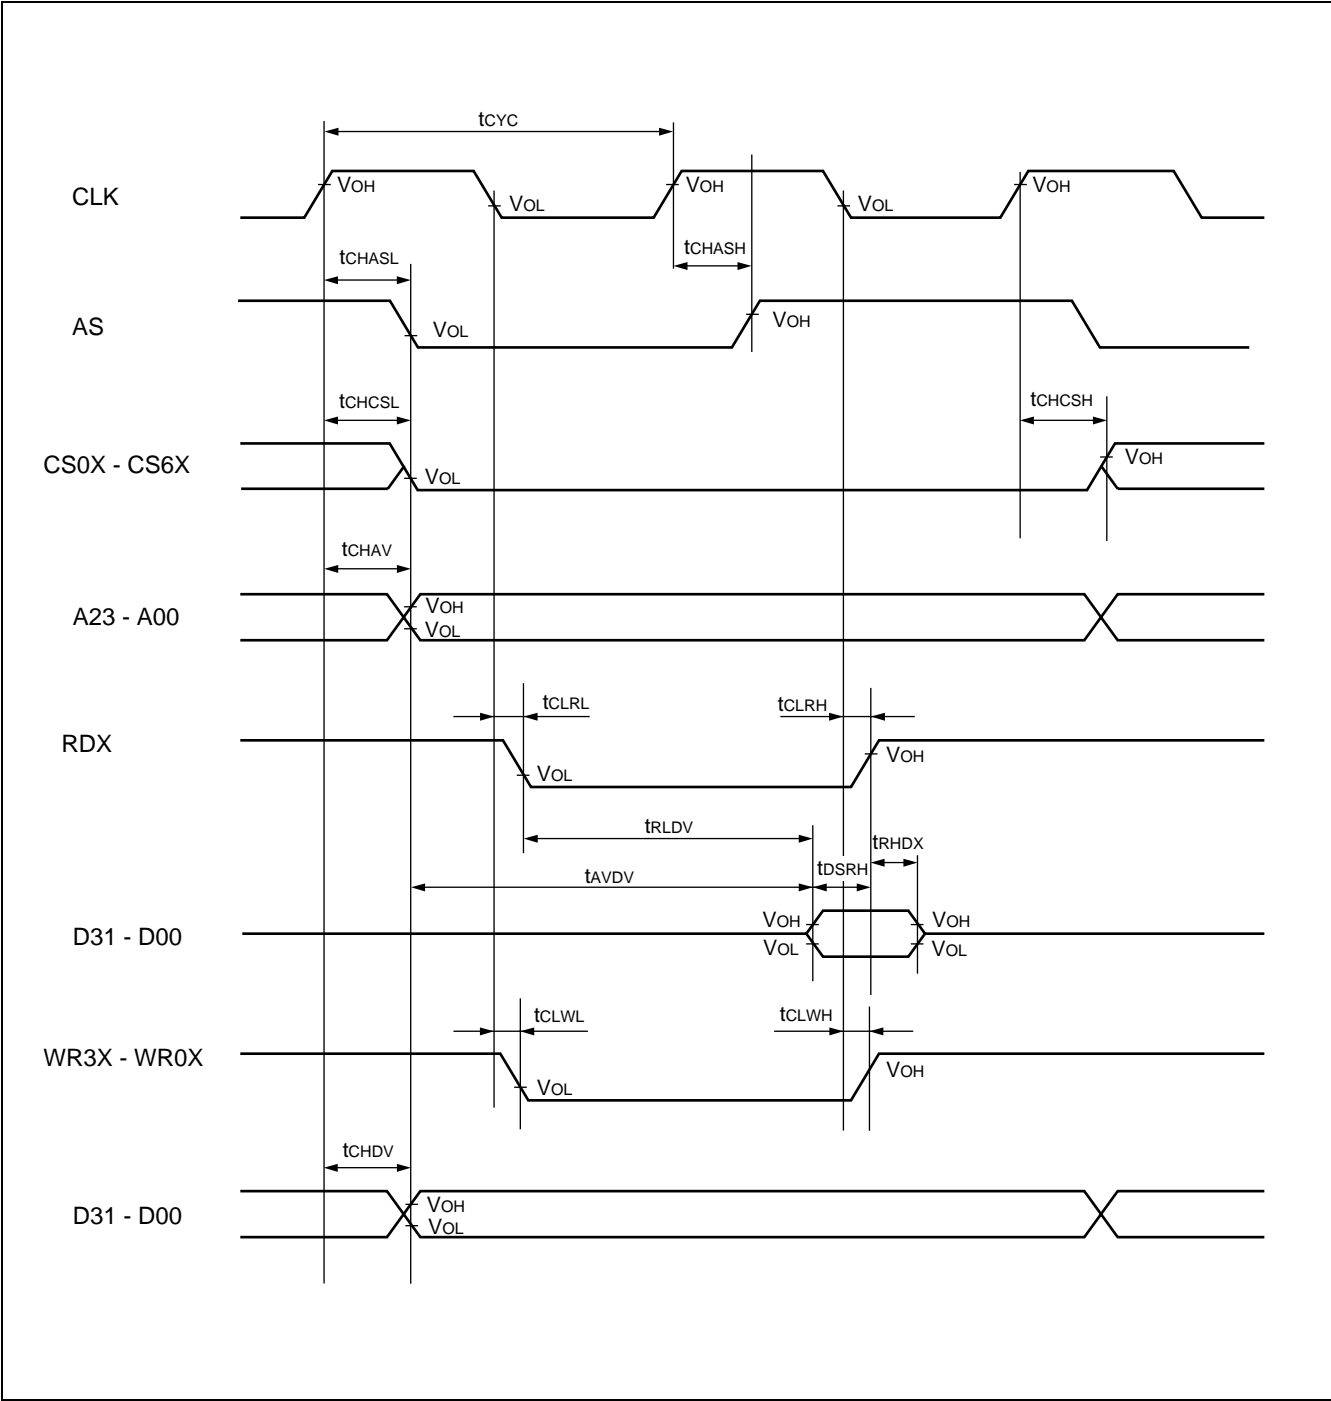 tCYC
CLK
VOH
VOL
VOH
VOL
VOH
tCHASL
tCHASH
AS
VOL
VOH
tCHCSL
tCHCSH
CS0X - CS6X
VOL
VOH
tCHAV
A23 - A00
VOH
VOL
tCLRL
tCLRH
RDX
VOL
VOH
tRLDV
tRHDX
tAVDV
tDSRH
D31 - D00
VOH
VOL
VOH
VOL
tCLWL
tCLWH
WR3X - WR0X
VOL
VOH
tCHDV
D31 - D00
VOH
VOL